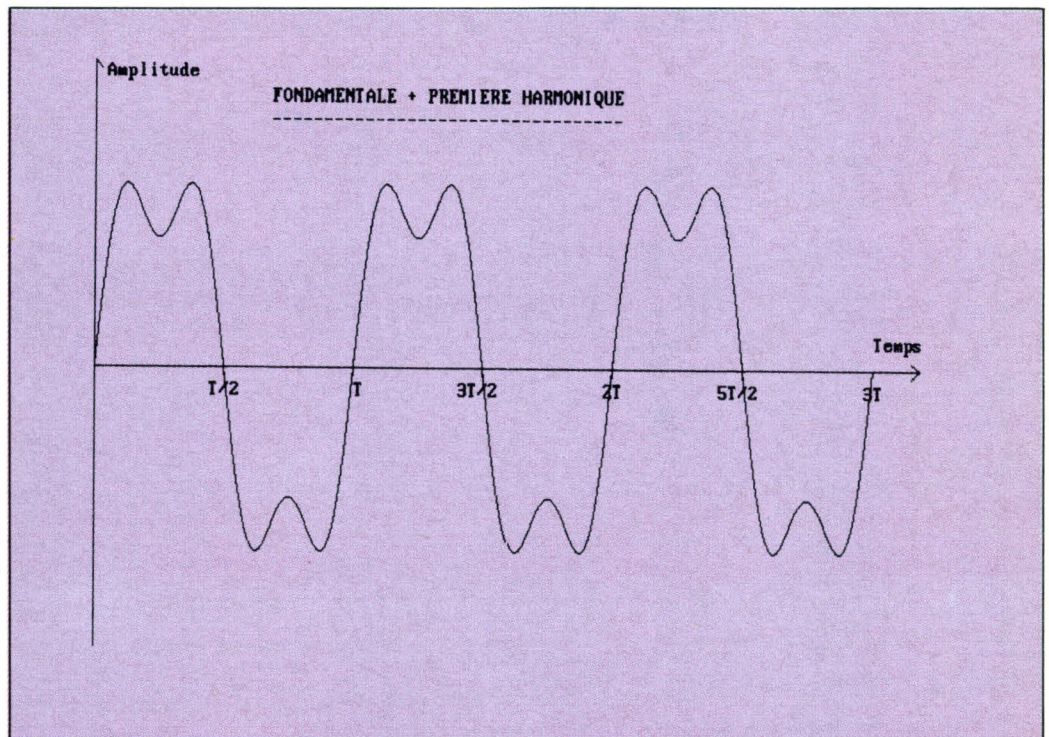 Amplitude
FONDAMENTALE + PREMIERE HARMONIQUE
Temps
T/2 T 3T/2 2T 5T/2 3T